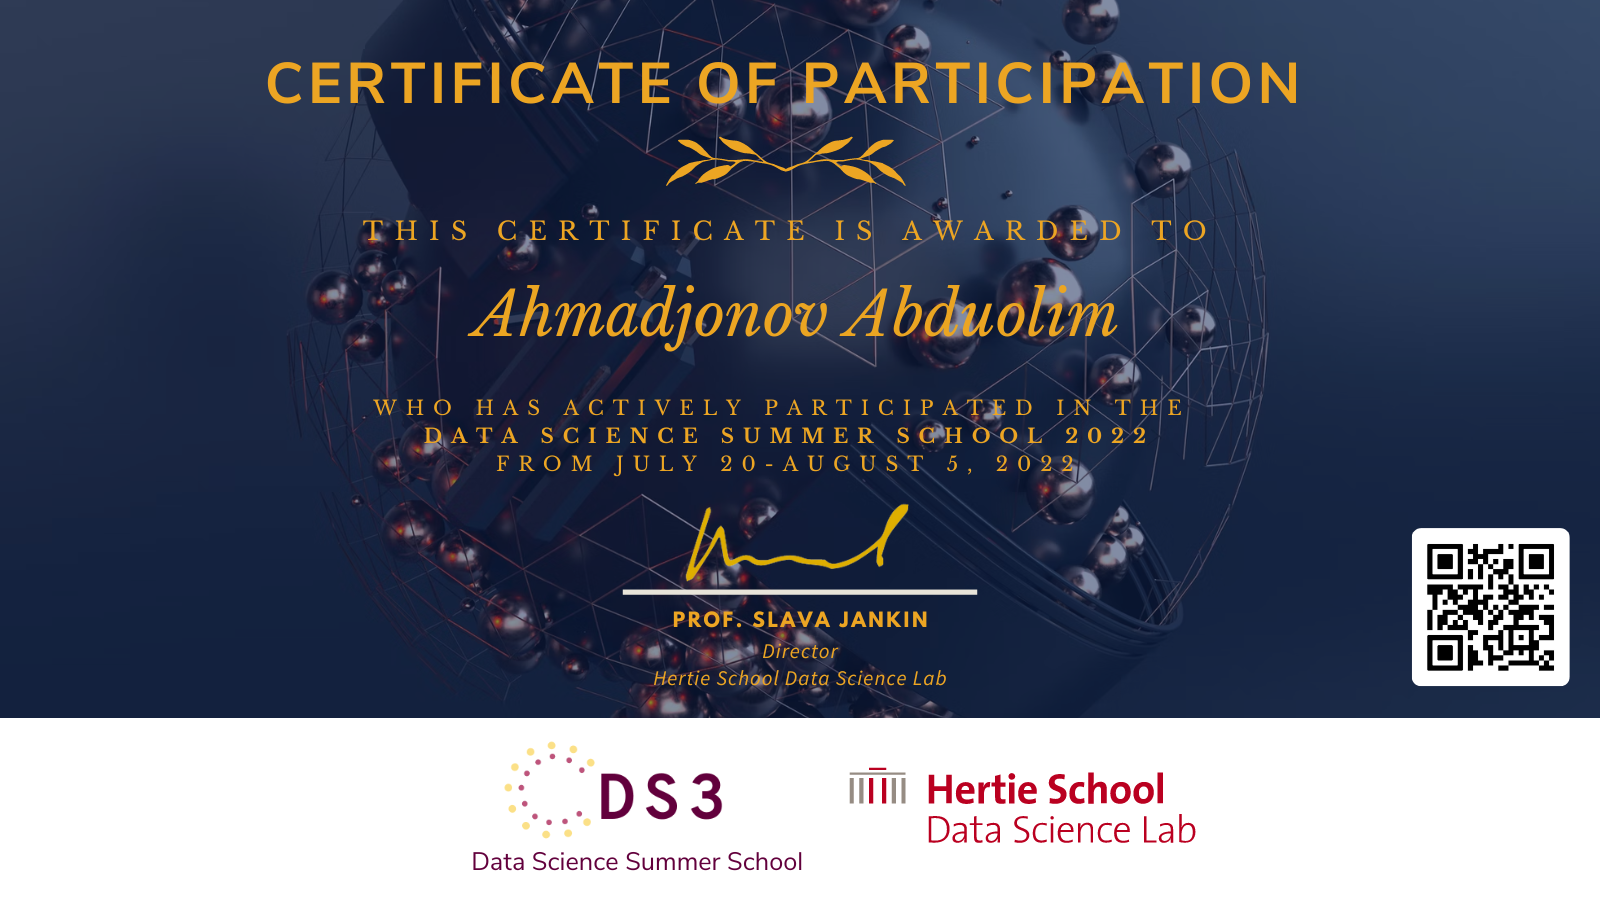 CERTIFICATE OF PARTICIPATION
THIS CERTIFICATE IS AWARDED TO
Ahmadjonov Abduolim
WHO HAS ACTIVELY PARTICIPATED IN THE
DATA SCIENCE SUMMER SCHOOL 2022
FROM JULY 20-AUGUST 5, 2022
PROF. SLAVA JANKIN
Director
Hertie School Data Science Lab
DS3
Data Science Summer School
Hertie School
Data Science Lab